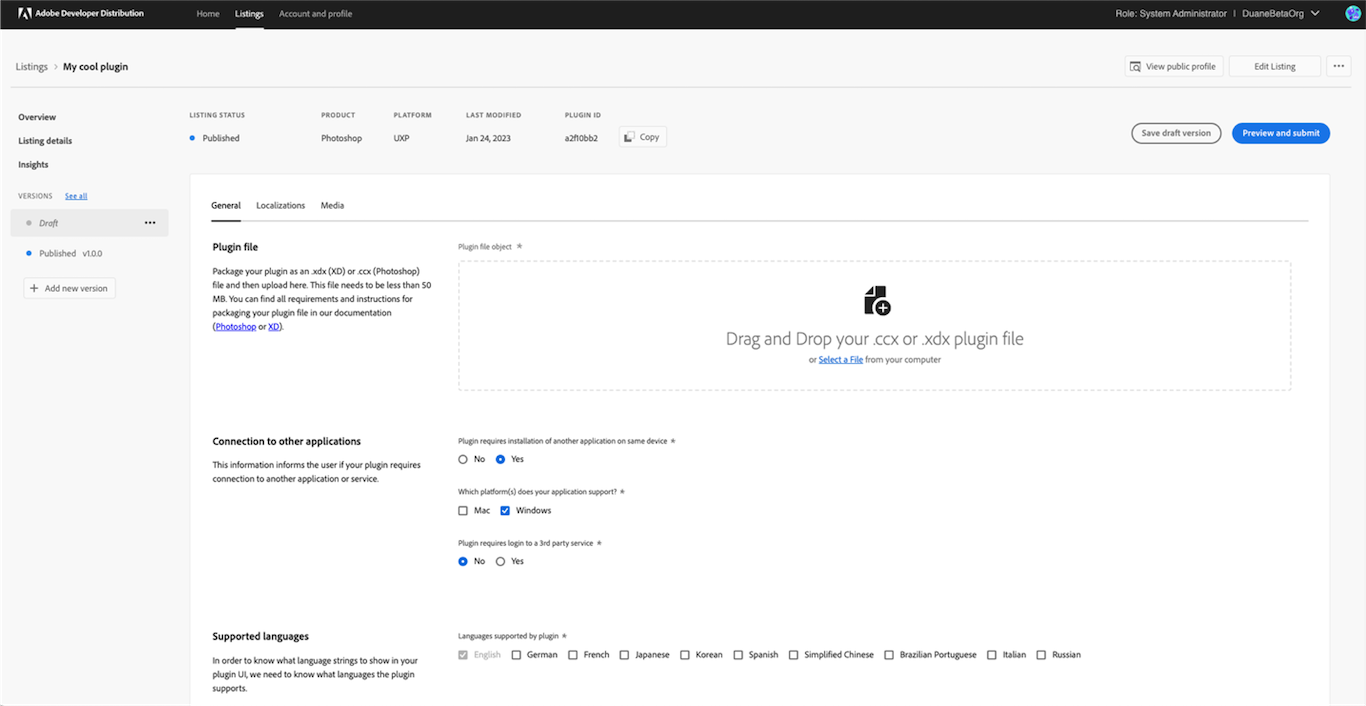 Adobe Developer Distribution Home Listings Account and profile Role: System Administrator | DuaneBetaOrg
Listings > My cool plugin View public profile Edit Listing ...
Overview
Listing details
Insights
VERSIONS See all
Draft ...
Published v1.0.0
+ Add new version
LISTING STATUS PRODUCT PLATFORM LAST MODIFIED PLUGIN ID
Published Photoshop UXP Jan 24, 2023 a2f10bb2 Copy
Save draft version Preview and submit
General Localizations Media
Plugin file
Package your plugin as an .xdx (XD) or .ccx (Photoshop)
file and then upload here. This file needs to be less than 50
MB. You can find all requirements and instructions for
packaging your plugin file in our documentation
(Photoshop or XD).
Plugin file object *
Drag and Drop your .ccx or .xdx plugin file
or Select a File from your computer
Connection to other applications
This information informs the user if your plugin requires
connection to another application or service.
Plugin requires installation of another application on same device *
No Yes
Which platform(s) does your application support? *
Mac Windows
Plugin requires login to a 3rd party service *
No Yes
Supported languages
In order to know what language strings to show in your
plugin UI, we need to know what languages the plugin
supports.
Languages supported by plugin *
English German French Japanese Korean Spanish Simplified Chinese Brazilian Portuguese Italian Russian